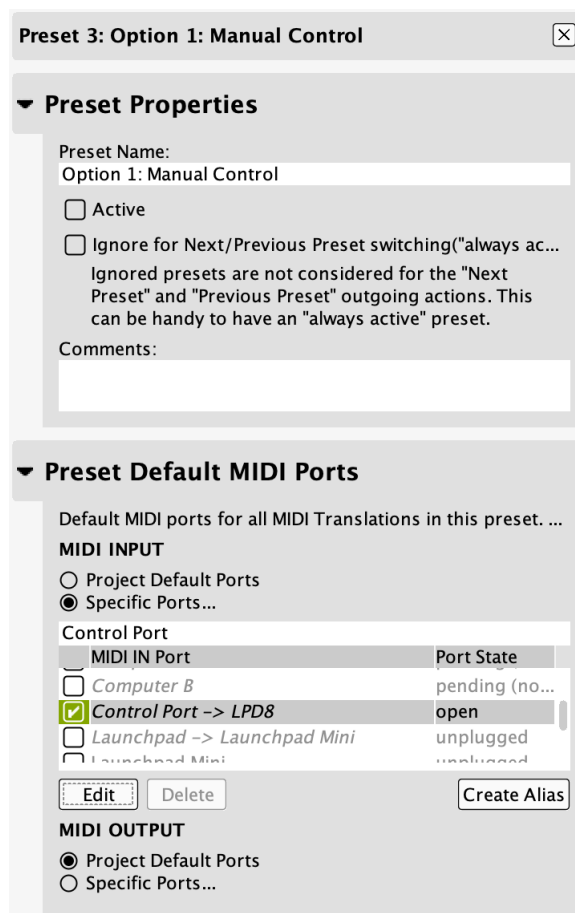 Preset 3: Option 1: Manual Control
Preset Properties
Preset Name:
Option 1: Manual Control
Active
Ignore for Next/Previous Preset switching("always ac...
Ignored presets are not considered for the "Next
Preset" and "Previous Preset" outgoing actions. This
can be handy to have an "always active" preset.
Comments:
Preset Default MIDI Ports
Default MIDI ports for all MIDI Translations in this preset. ...
MIDI INPUT
Project Default Ports
Specific Ports...
Control Port
MIDI IN Port Port State
Computer B pending (no...
Control Port -> LPD8 open
Launchpad -> Launchpad Mini unplugged
Launchpad Mini unplugged
Edit Delete Create Alias
MIDI OUTPUT
Project Default Ports
Specific Ports...